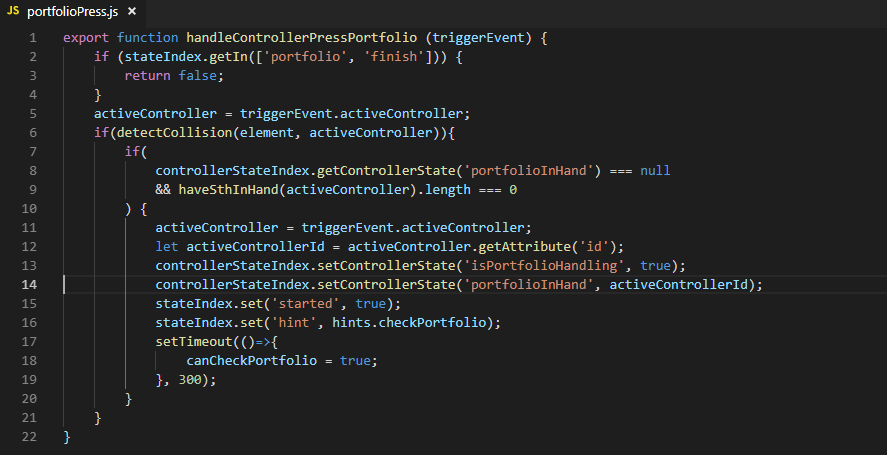 JS portfolioPress.js ×
1 export function handleControllerPressPortfolio (triggerEvent) {
2     if (stateIndex.getIn(['portfolio', 'finish'])) {
3         return false;
4     }
5     activeController = triggerEvent.activeController;
6     if(detectCollision(element, activeController)){
7         if(
8             controllerStateIndex.getControllerState('portfolioInHand') === null
9             && haveSthInHand(activeController).length === 0
10         ) {
11             activeController = triggerEvent.activeController;
12             let activeControllerId = activeController.getAttribute('id');
13             controllerStateIndex.setControllerState('isPortfolioHandling', true);
14             controllerStateIndex.setControllerState('portfolioInHand', activeControllerId);
15             stateIndex.set('started', true);
16             stateIndex.set('hint', hints.checkPortfolio);
17             setTimeout(()=>{
18                 canCheckPortfolio = true;
19             }, 300);
20         }
21     }
22 }